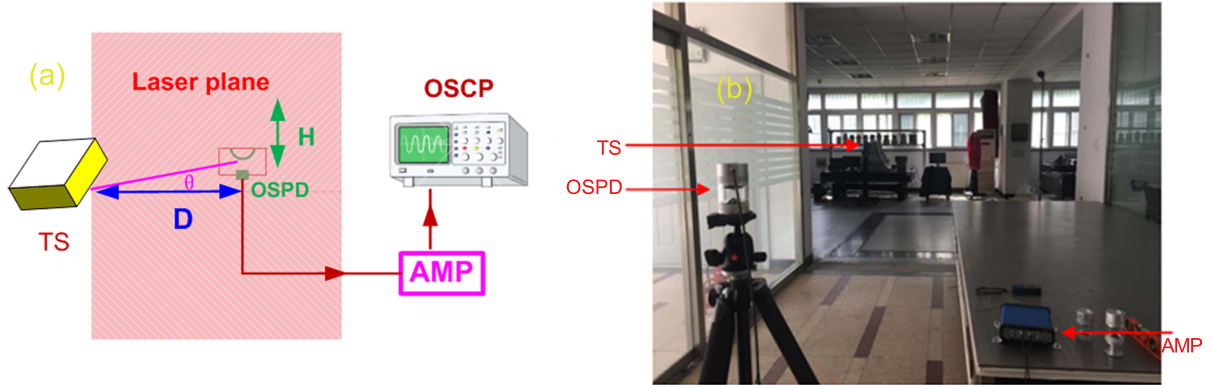 (a)
Laser plane
H
OSPD
θ
D
TS
OSCP
AMP
(b)
TS
OSPD
AMP